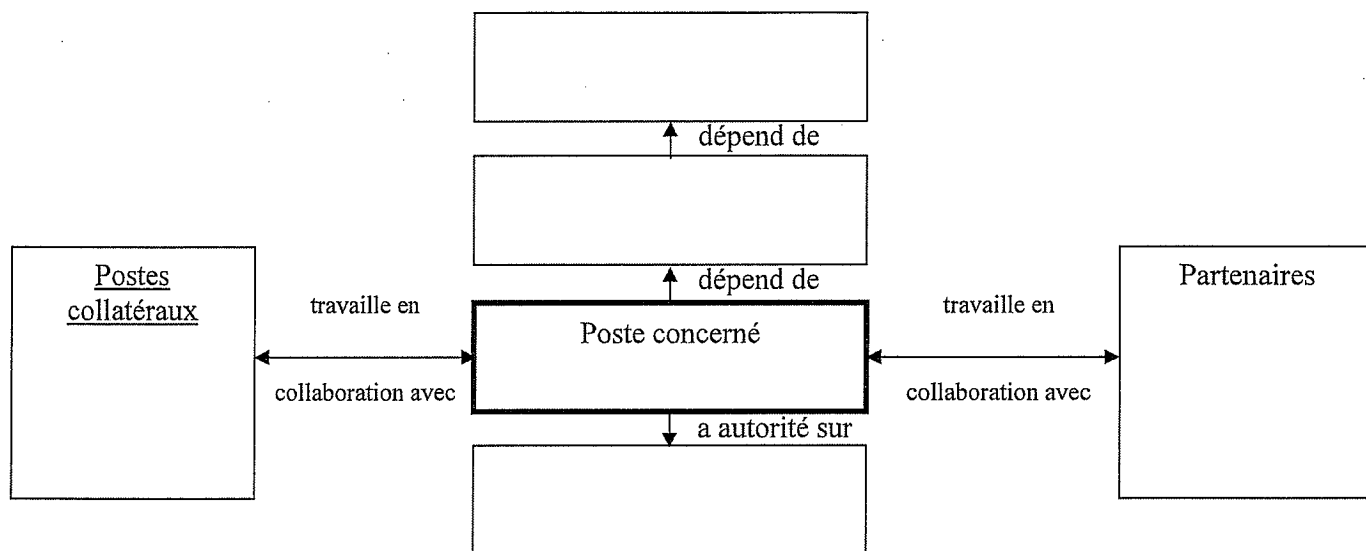 dépend de
dépend de
Postes
collatéraux
travaille en
collaboration avec
Poste concerné
travaille en
collaboration avec
Partenaires
a autorité sur